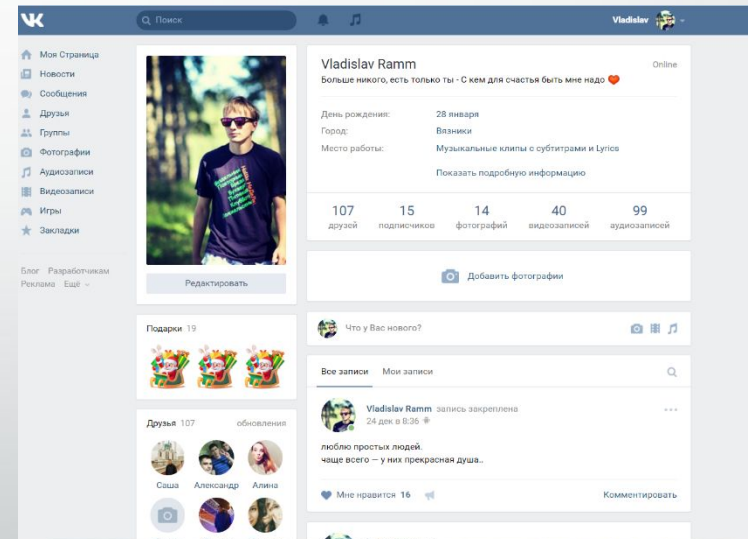 Поиск
Vladislav
Моя Страница
Новости
Сообщения
Друзья
Группы
Фотографии
Аудиозаписи
Видеозаписи
Игры
Закладки
Блог Разработчикам
Реклама Ещё
Редактировать
Подарки 19
Друзья 107 обновления
Саша Александр Алина
Vladislav Ramm Online
Больше никого, есть только ты - С кем для счастья быть мне надо
День рождения: 28 января
Город: Вязники
Место работы: Музыкальные клипы с субтитрами и Lyrics
Показать подробную информацию
107 15 14 40 99
друзей подписчиков фотографий видеозаписей аудиозаписей
Добавить фотографии
Что у Вас нового?
Все записи Мои записи
Vladislav Ramm запись закреплена
24 дек в 8:36
люблю простых людей.
чаще всего — у них прекрасная душа..
Мне нравится 16 Комментировать